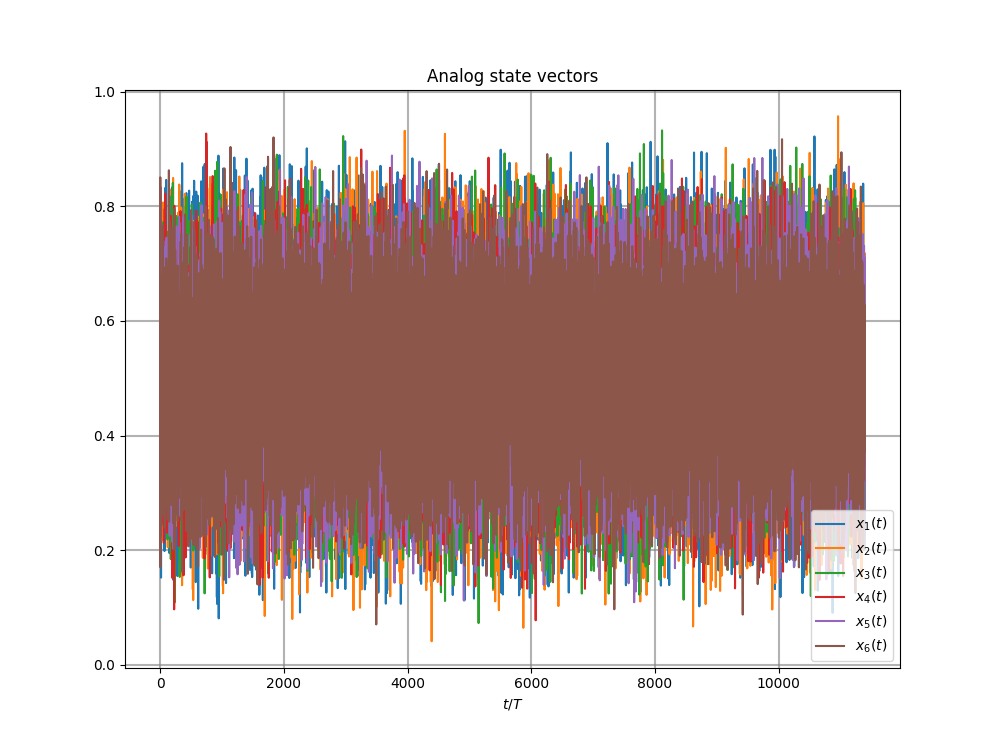 Analog state vectors
1.0
0.8
0.6
0.4
0.2
0.0
x₁(t)
x₂(t)
x₃(t)
x₄(t)
x₅(t)
x₆(t)
0 2000 4000 6000 8000 10000
t/T